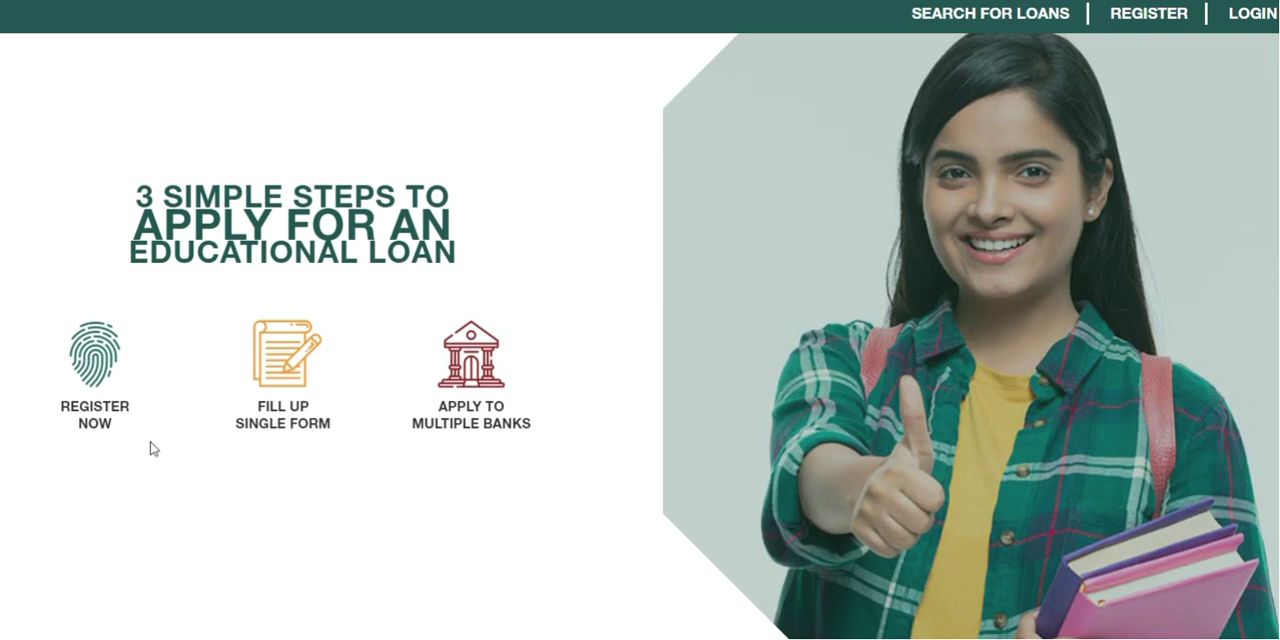 SEARCH FOR LOANS | REGISTER | LOGIN
3 SIMPLE STEPS TO
APPLY FOR AN
EDUCATIONAL LOAN
REGISTER
NOW
FILL UP
SINGLE FORM
APPLY TO
MULTIPLE BANKS